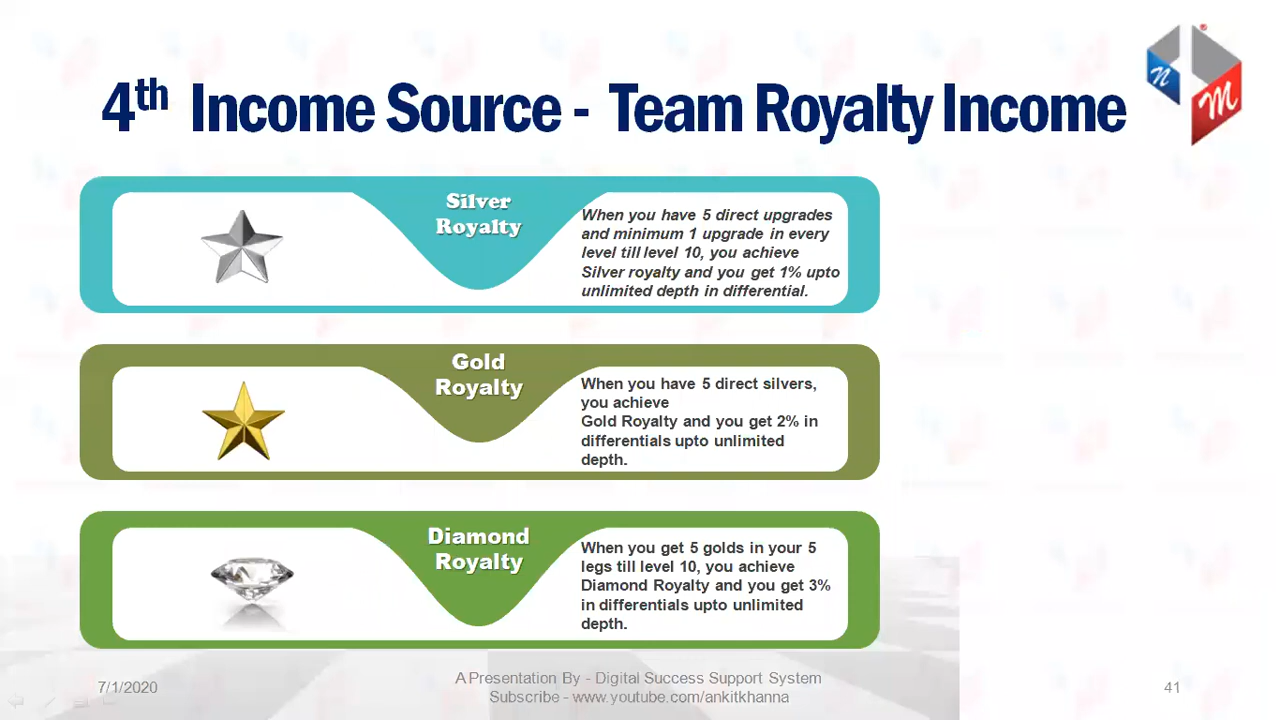 4th Income Source - Team Royalty Income
n
M
Silver
Royalty
When you have 5 direct upgrades
and minimum 1 upgrade in every
level till level 10, you achieve
Silver royalty and you get 1% upto
unlimited depth in differential.
Gold
Royalty
When you have 5 direct silvers,
you achieve
Gold Royalty and you get 2% in
differentials upto unlimited
depth.
Diamond
Royalty
When you get 5 golds in your 5
legs till level 10, you achieve
Diamond Royalty and you get 3%
in differentials upto unlimited
depth.
7/1/2020
A Presentation By - Digital Success Support System
Subscribe - www.youtube.com/ankitkhanna
41